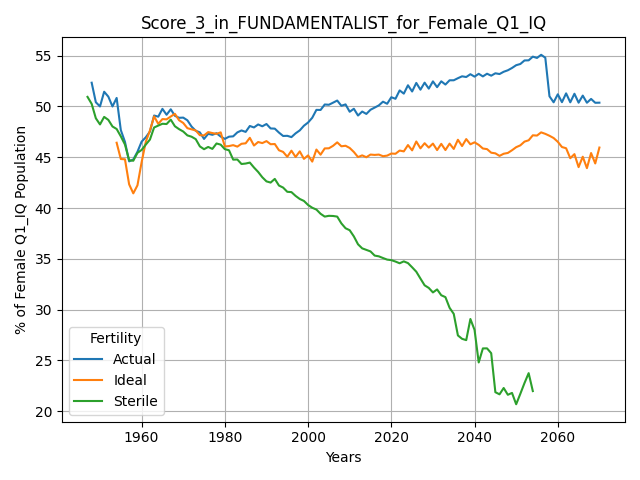 Score_3_in_FUNDAMENTALIST_for_Female_Q1_IQ
% of Female Q1_IQ Population
55
50
45
40
35
30
25
20
Fertility
Actual
Ideal
Sterile
1960 1980 2000 2020 2040 2060
Years